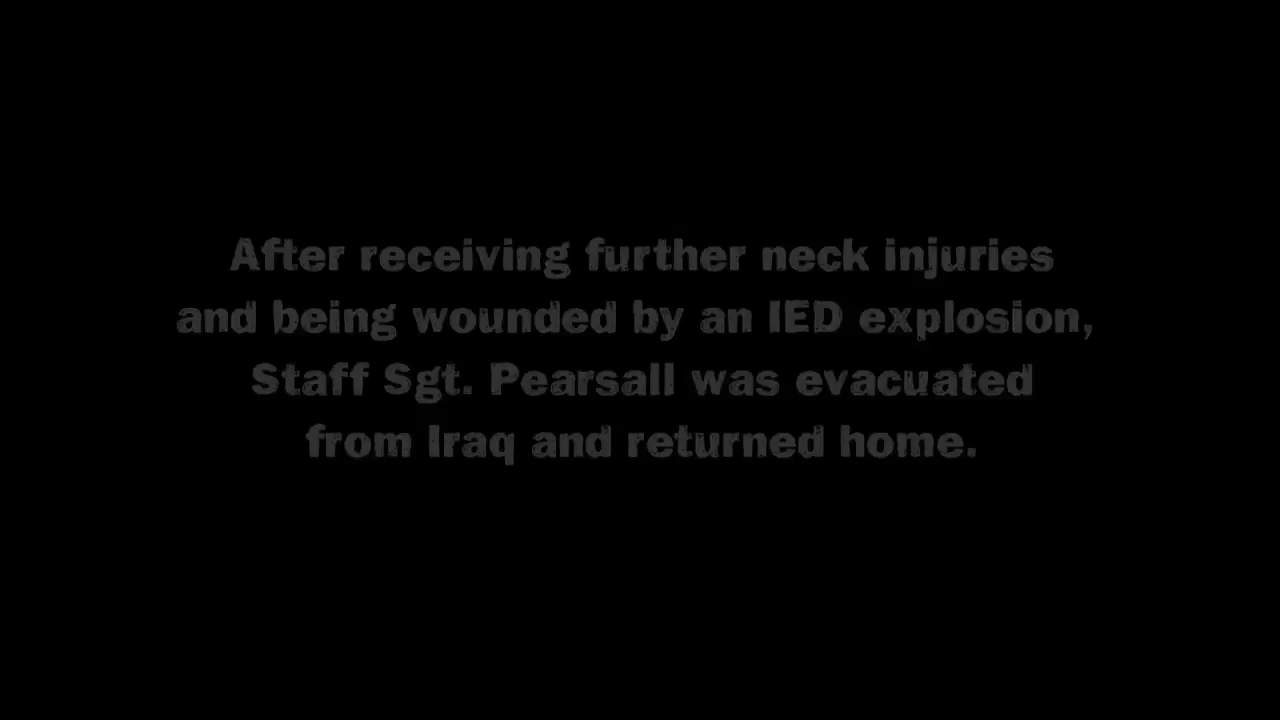 After receiving further neck injuries
and being wounded by an IED explosion,
Staff Sgt. Pearsall was evacuated
from Iraq and returned home.